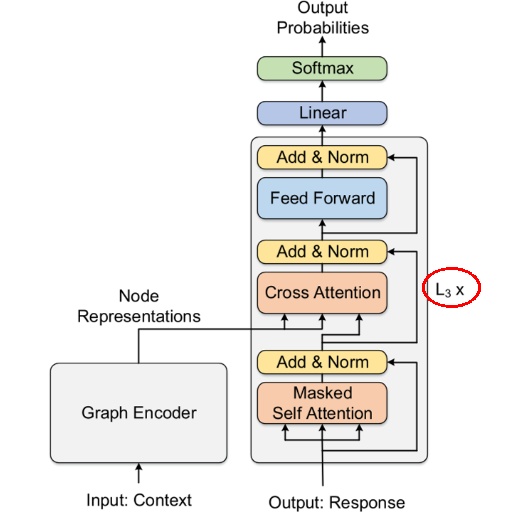 Output
Probabilities
Softmax
Linear
Add & Norm
Feed Forward
Add & Norm
Cross Attention
L₃ x
Node
Representations
Add & Norm
Masked
Self Attention
Graph Encoder
Input: Context
Output: Response